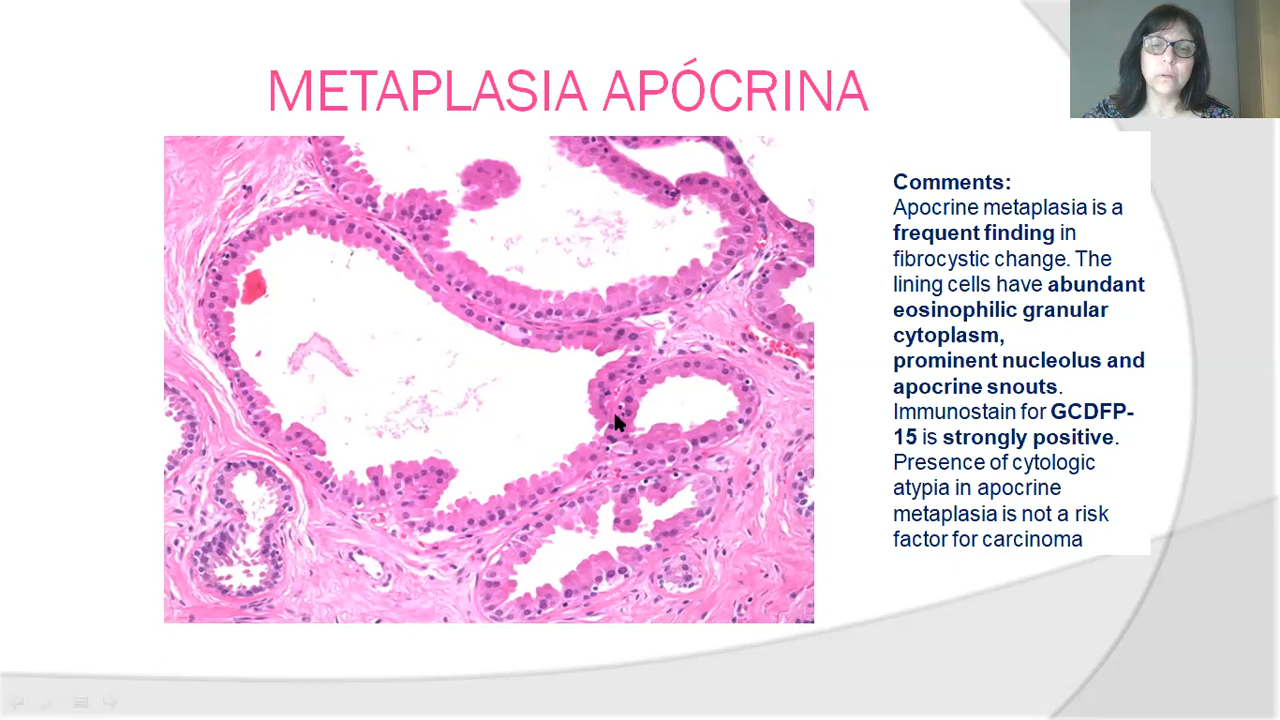 METAPLASIA APÓCRINA
Comments:
Apocrine metaplasia is a
frequent finding in
fibrocystic change. The
lining cells have abundant
eosinophilic granular
cytoplasm,
prominent nucleolus and
apocrine snouts.
Immunostain for GCDFP-
15 is strongly positive.
Presence of cytologic
atypia in apocrine
metaplasia is not a risk
factor for carcinoma